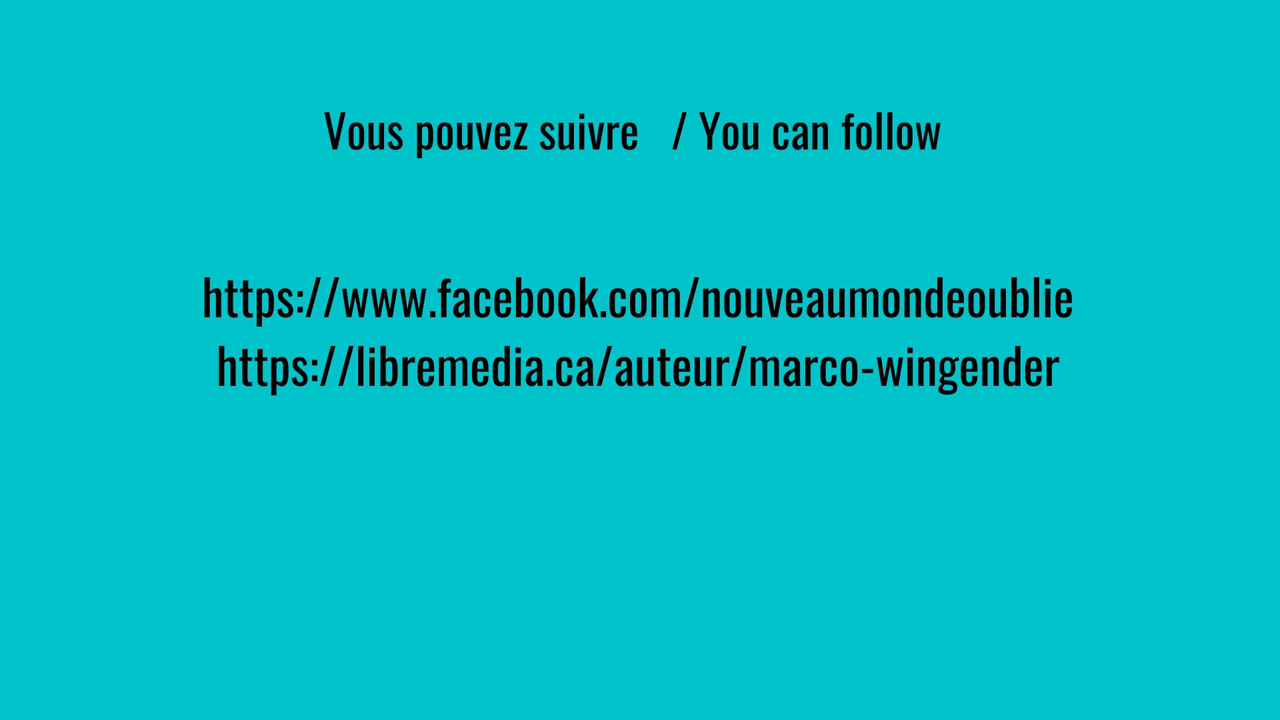 Vous pouvez suivre / You can follow
https://www.facebook.com/nouveaumondeoublie
https://libremedia.ca/auteur/marco-wingender